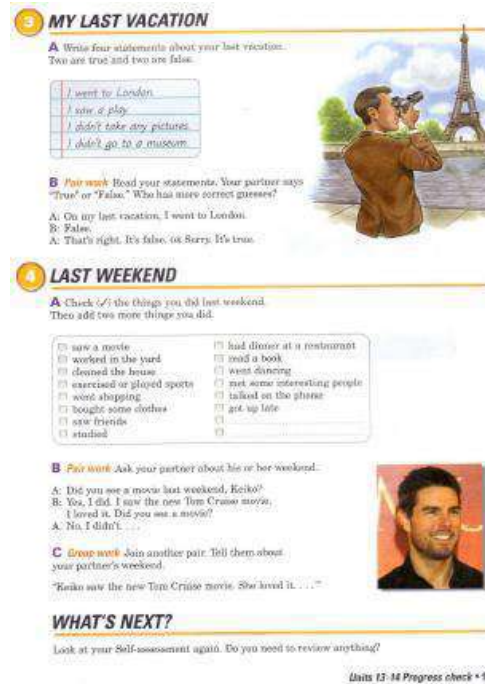 3 MY LAST VACATION
A Write four statements about your last vacation.
Two are true and two are false.
I went to London.
I saw a play.
I didn't take any pictures.
I didn't go to a museum.
B Pair work Read your statements. Your partner says
"True" or "False." Who has more correct guesses?
A: On my last vacation, I went to London.
B: False.
A: That's right. It's false. OR Sorry. It's true.
4 LAST WEEKEND
A Check (✓) the things you did last weekend.
Then add two more things you did.
saw a movie
worked in the yard
cleaned the house
exercised or played sports
went shopping
bought some clothes
saw friends
studied
had dinner at a restaurant
read a book
went dancing
met some interesting people
talked on the phone
got up late
B Pair work Ask your partner about his or her weekend.
A: Did you see a movie last weekend, Keiko?
B: Yes, I did. I saw the new Tom Cruise movie.
I loved it. Did you see a movie?
A: No, I didn't. . . .
C Group work Join another pair. Tell them about
your partner's weekend.
"Keiko saw the new Tom Cruise movie. She loved it. . . ."
WHAT'S NEXT?
Look at your Self-assessment again. Do you need to review anything?
Units 13-14 Progress check •